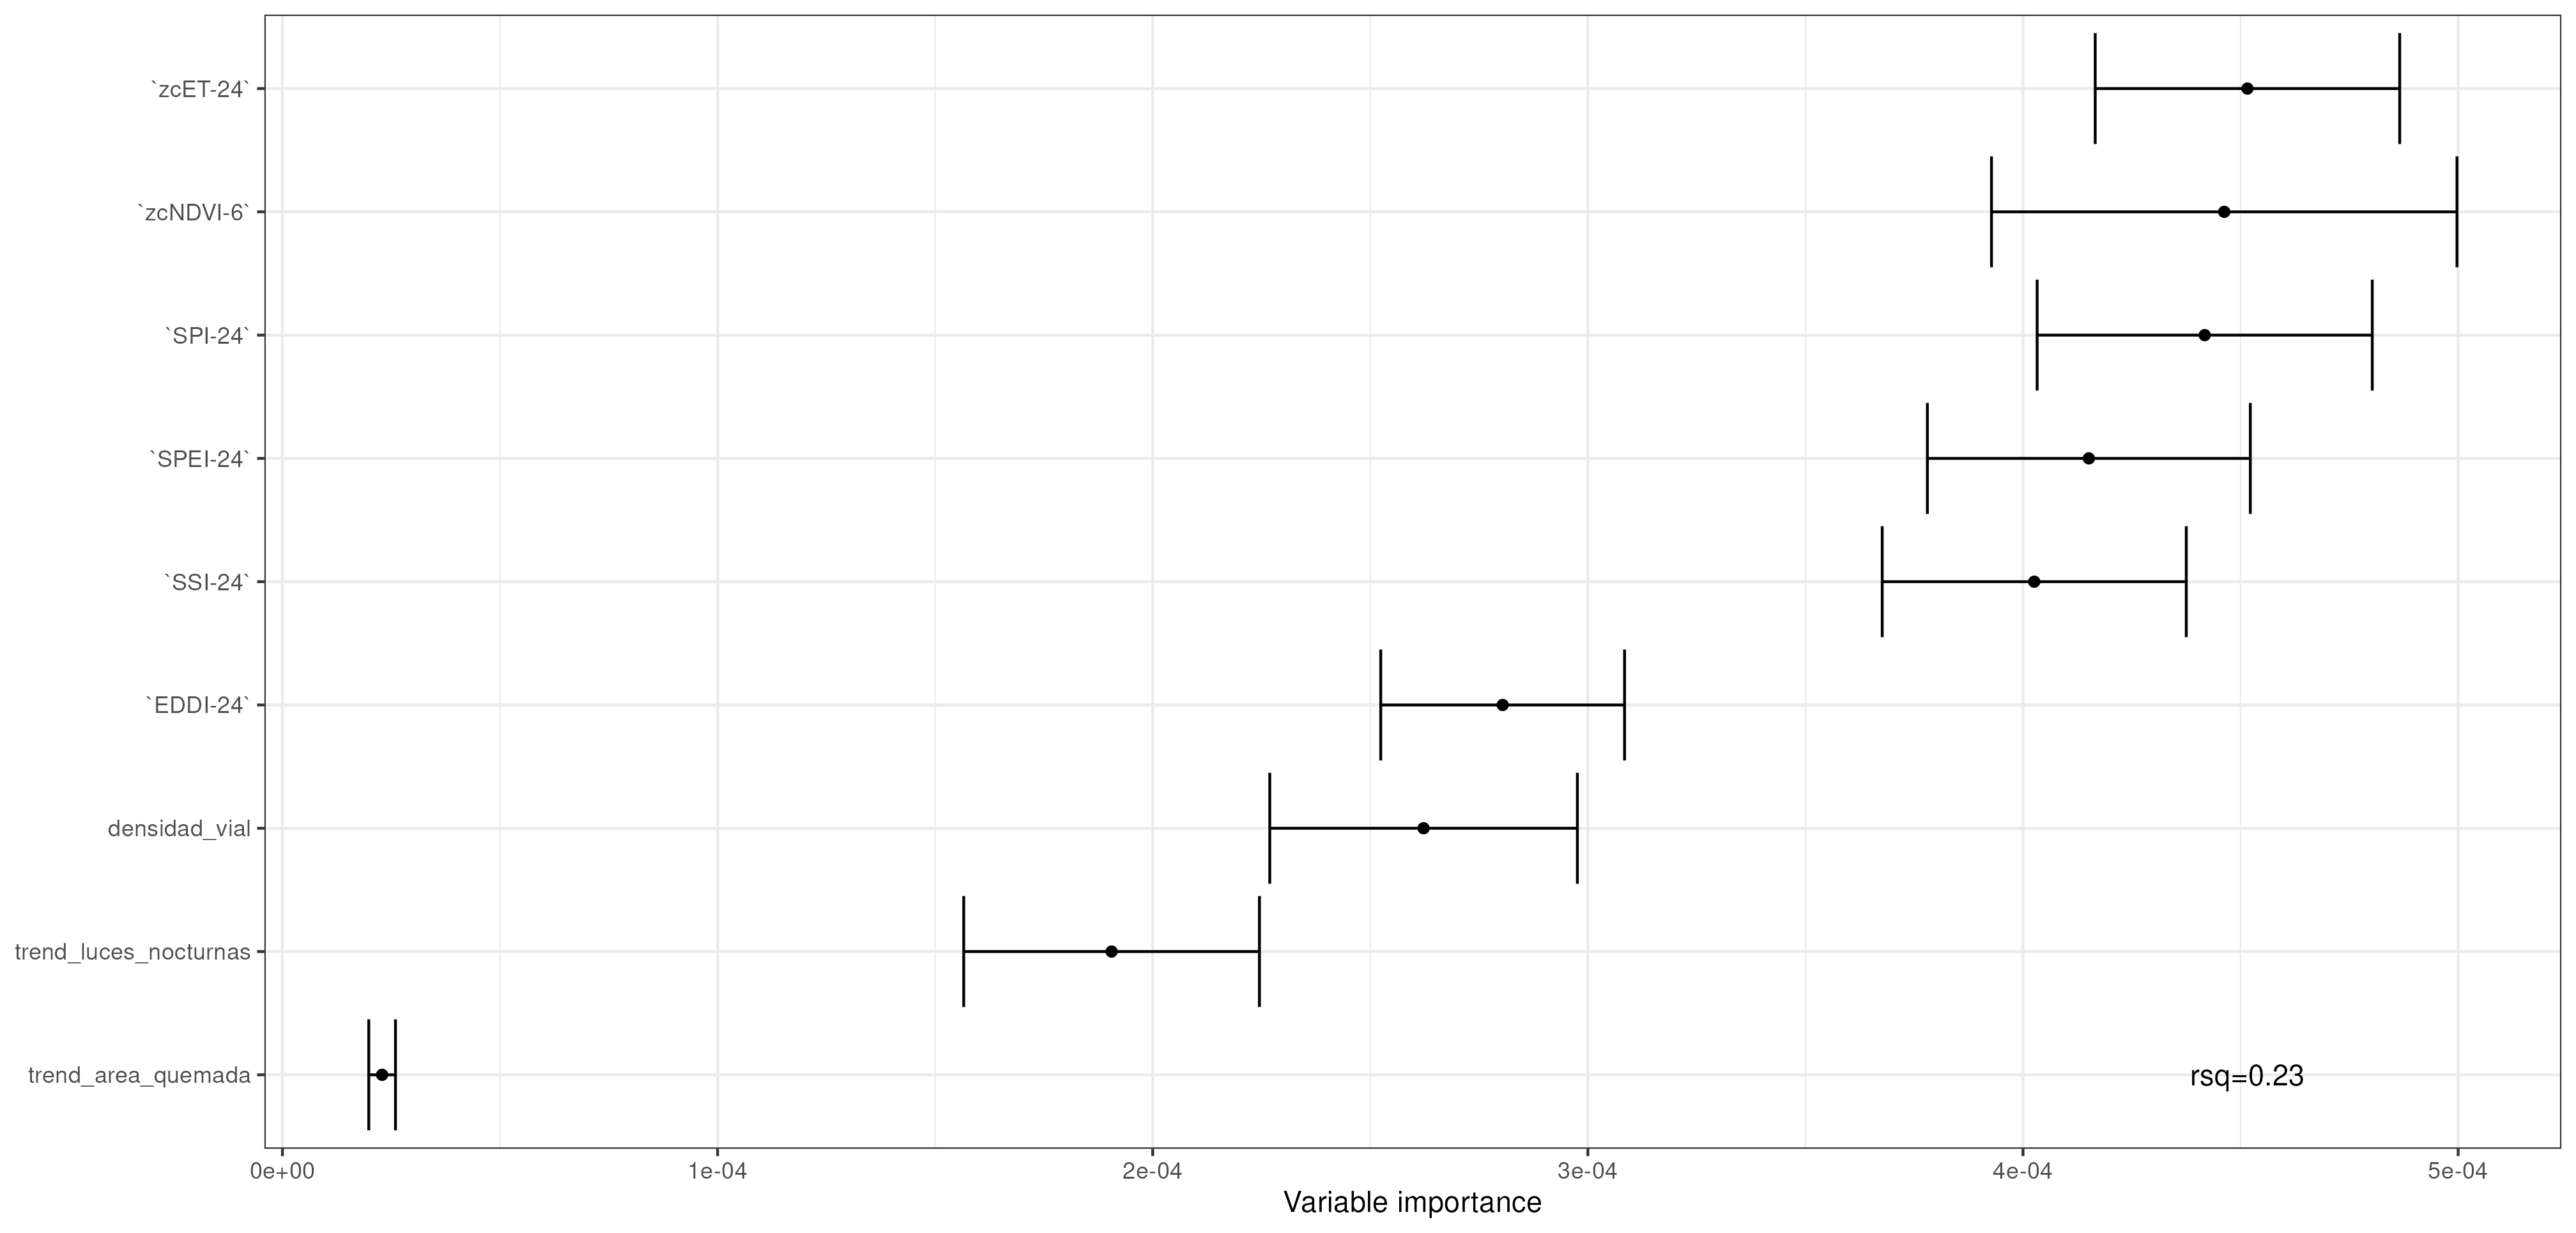 `zcET-24`
`zcNDVI-6`
`SPI-24`
`SPEI-24`
`SSI-24`
`EDDI-24`
densidad_vial
trend_luces_nocturnas
trend_area_quemada
rsq=0.23
0e+00 1e-04 2e-04 3e-04 4e-04 5e-04
Variable importance